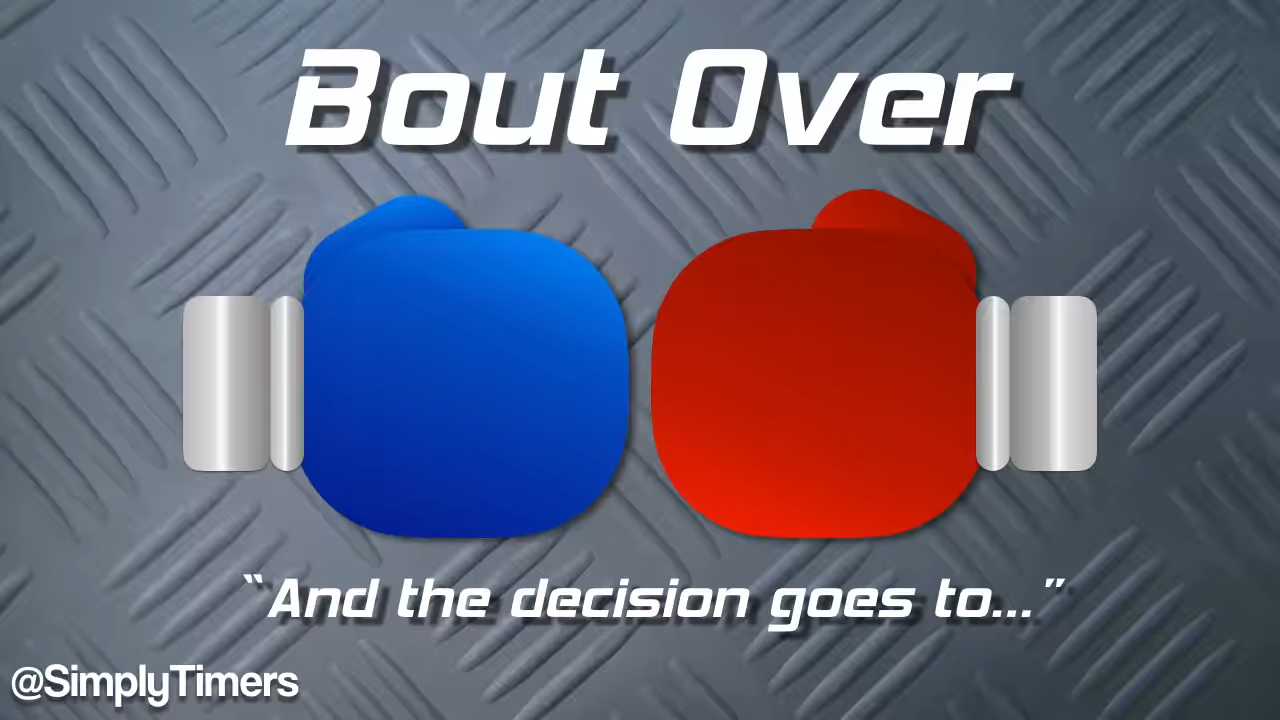 Bout Over
“And the decision goes to...”
@SimplyTimers